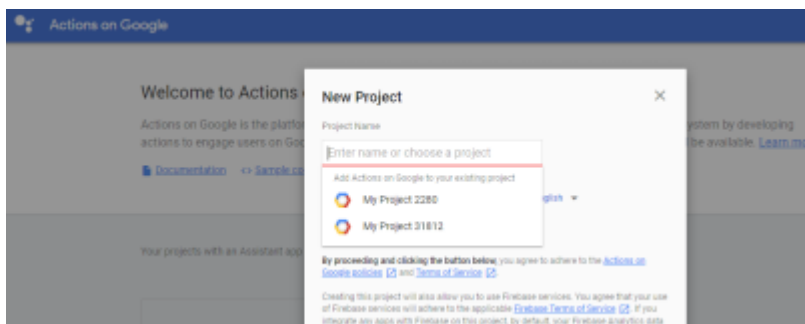 Actions on Google
Welcome to Actions
New Project
Actions on Google is the platfor
Project Name
ystem by developing
actions to engage users on Goo
be available. Learn mo
Enter name or choose a project
Documentation <> Sample co
Add Actions on Google to your existing project
My Project 2280
glish
My Project 31812
Your projects with an Assistant app
By proceeding and clicking the button below, you agree to adhere to the Actions on
Google policies and Terms of Service.
Creating this project will also allow you to use Firebase services. You agree that your use
of Firebase services will adhere to the applicable Firebase Terms of Service. If you
integrate any apps with Firebase on this project, by default, your Firebase Analytics data